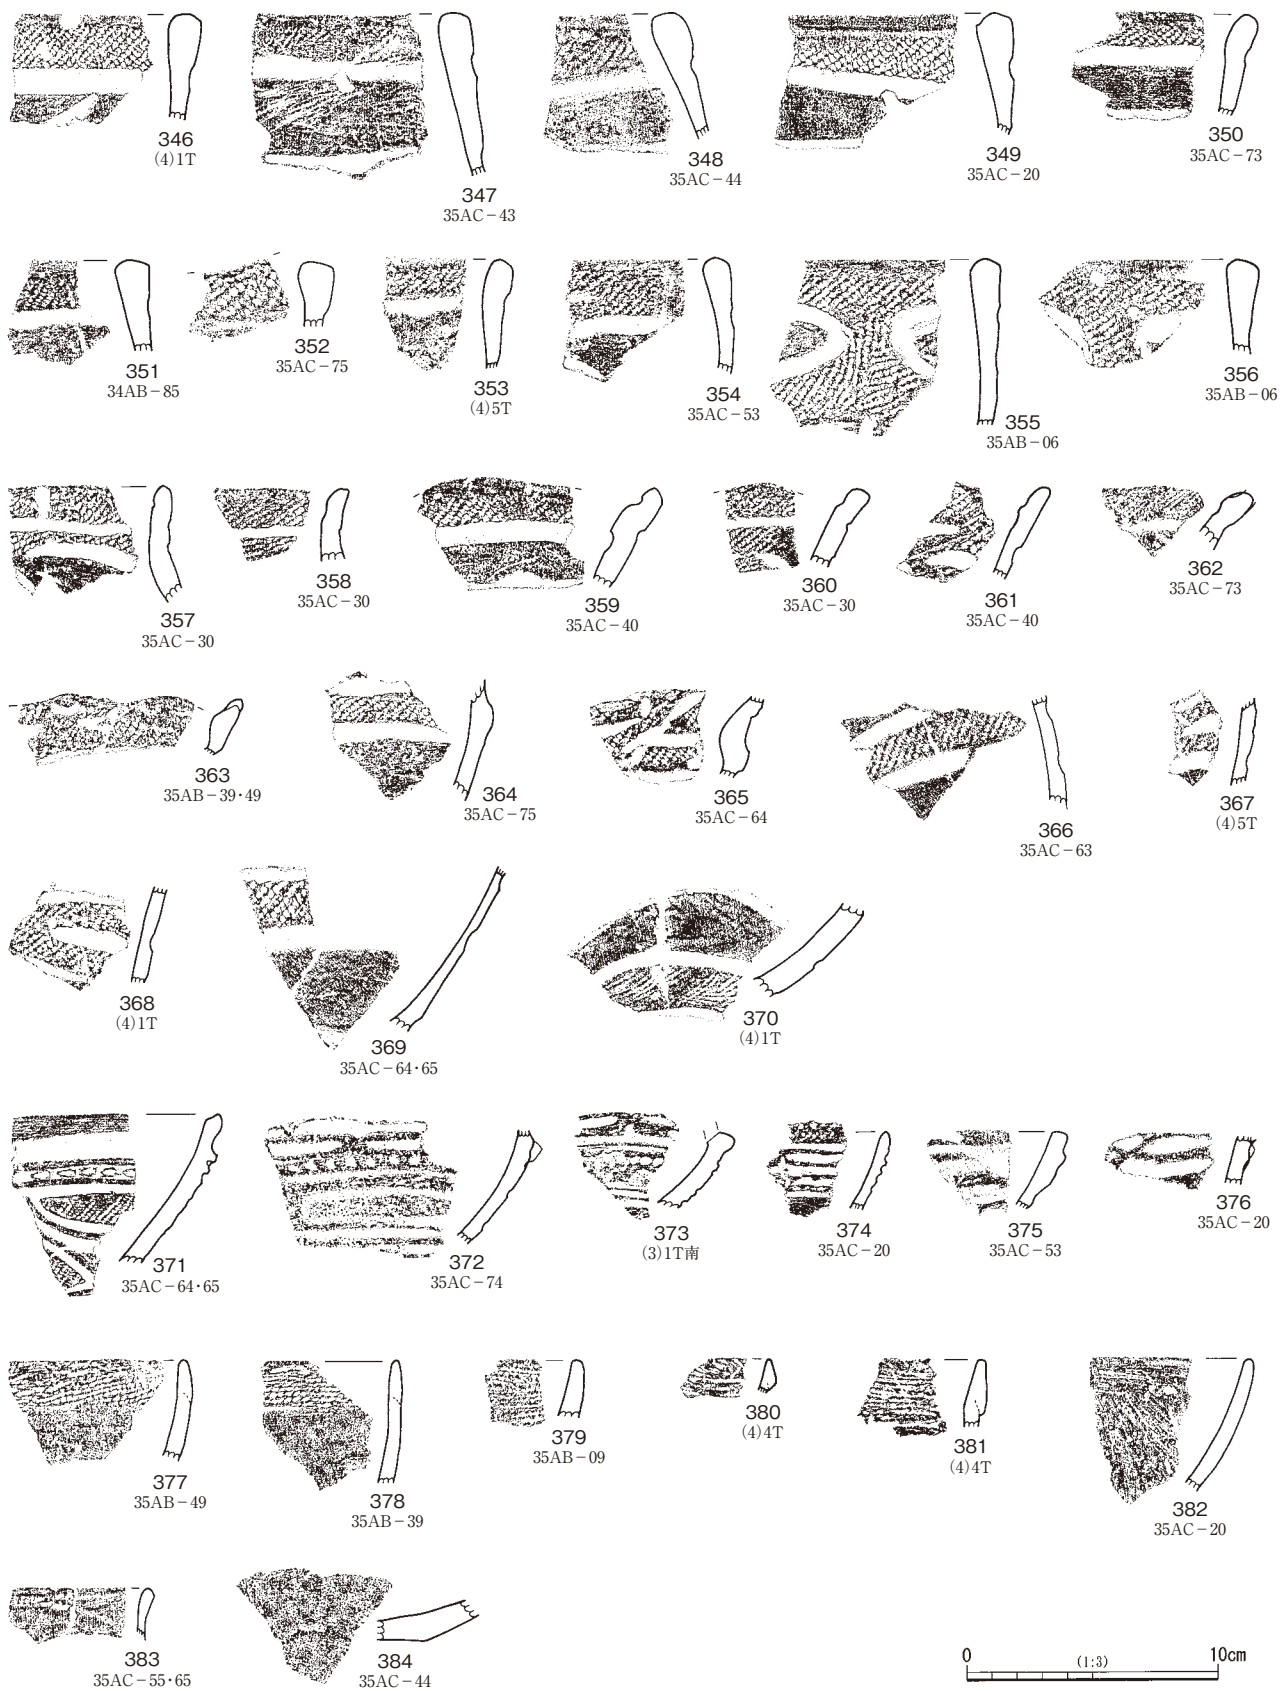 346
(4)1T
347
35AC-43
348
35AC-44
349
35AC-20
350
35AC-73
351
34AB-85
352
35AC-75
353
(4)5T
354
35AC-53
355
35AB-06
356
35AB-06
357
35AC-30
358
35AC-30
359
35AC-40
360
35AC-30
361
35AC-40
362
35AC-73
363
35AB-39・49
364
35AC-75
365
35AC-64
366
35AC-63
367
(4)5T
368
(4)1T
369
35AC-64・65
370
(4)1T
371
35AC-64・65
372
35AC-74
373
(3)1T南
374
35AC-20
375
35AC-53
376
35AC-20
377
35AB-49
378
35AB-39
379
35AB-09
380
(4)4T
381
(4)4T
382
35AC-20
383
35AC-55・65
384
35AC-44
0 (1:3) 10cm